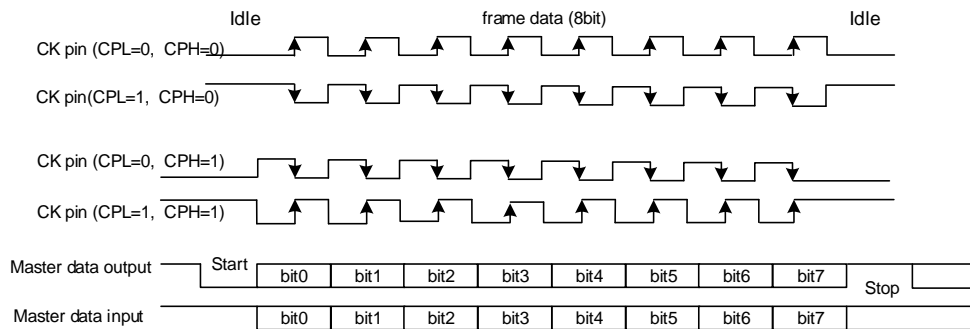 Idle frame data (8bit) Idle
CK pin (CPL=0, CPH=0)
CK pin(CPL=1, CPH=0)
CK pin (CPL=0, CPH=1)
CK pin (CPL=1, CPH=1)
Master data output Start bit0 bit1 bit2 bit3 bit4 bit5 bit6 bit7 Stop
Master data input bit0 bit1 bit2 bit3 bit4 bit5 bit6 bit7